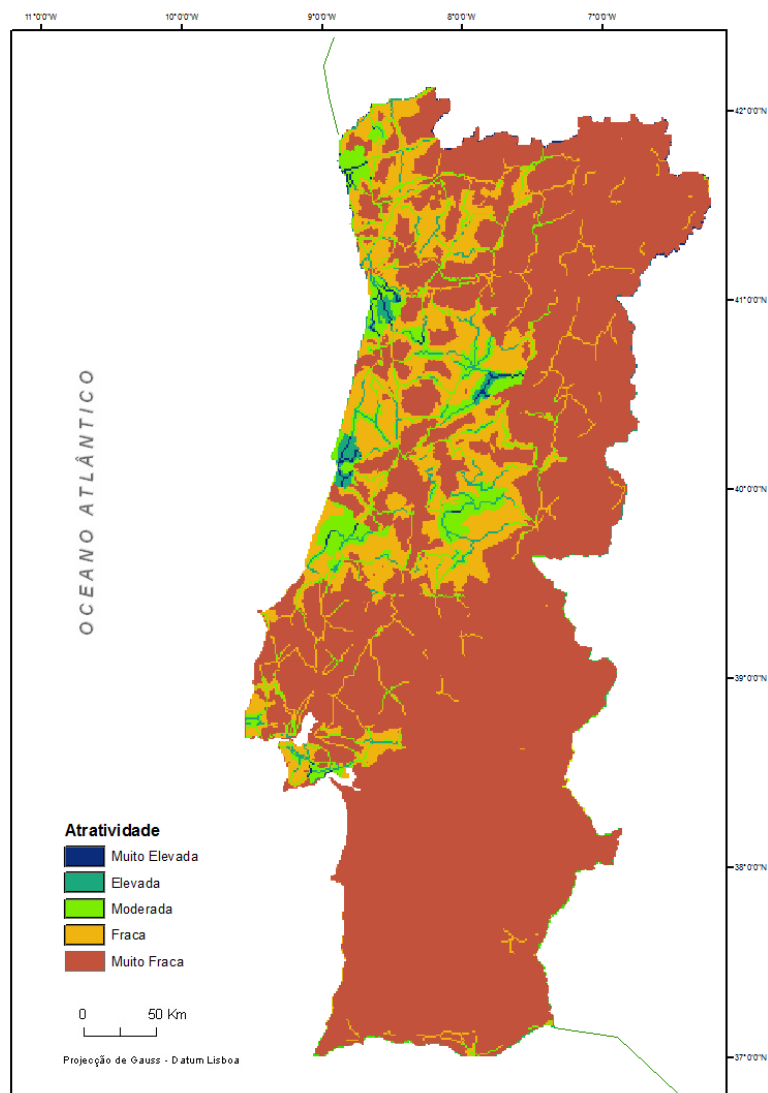 11°0'0"W 10°0'0"W 9°0'0"W 8°0'0"W 7°0'0"W
42°0'0"N
41°0'0"N
40°0'0"N
39°0'0"N
38°0'0"N
37°0'0"N
OCEANO ATLÂNTICO
Atratividade
Muito Elevada
Elevada
Moderada
Fraca
Muito Fraca
0 50 Km
Projecção de Gauss - Datum Lisboa